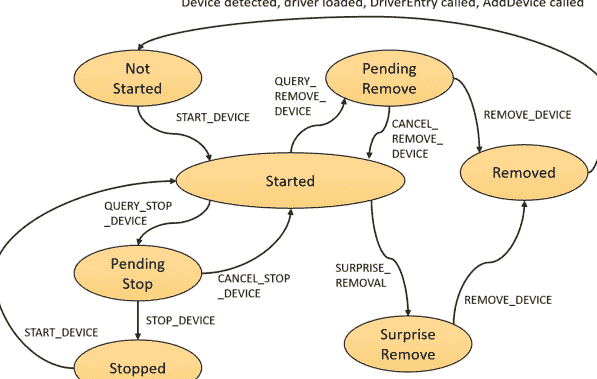 Device detected, driver loaded, DriverEntry called, AddDevice called
Not
Started
START_DEVICE
QUERY_
REMOVE_
DEVICE
Pending
Remove
CANCEL_
REMOVE_
DEVICE
REMOVE_DEVICE
Removed
Started
QUERY_STOP
_DEVICE
Pending
Stop
CANCEL_STOP
_DEVICE
SURPRISE_
REMOVAL
REMOVE_DEVICE
START_DEVICE
STOP_DEVICE
Surprise
Remove
Stopped